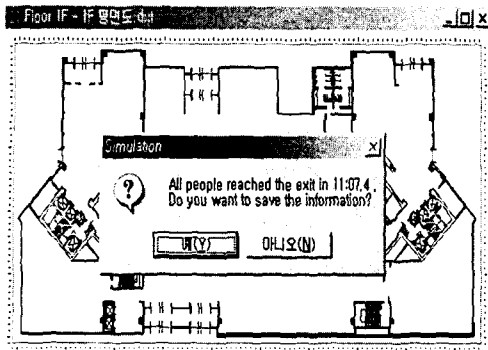 Floor 1F - 1F 평면도.dxf
Simulation
All people reached the exit in 11:07.4.
Do you want to save the information?
예(Y)
아니오(N)